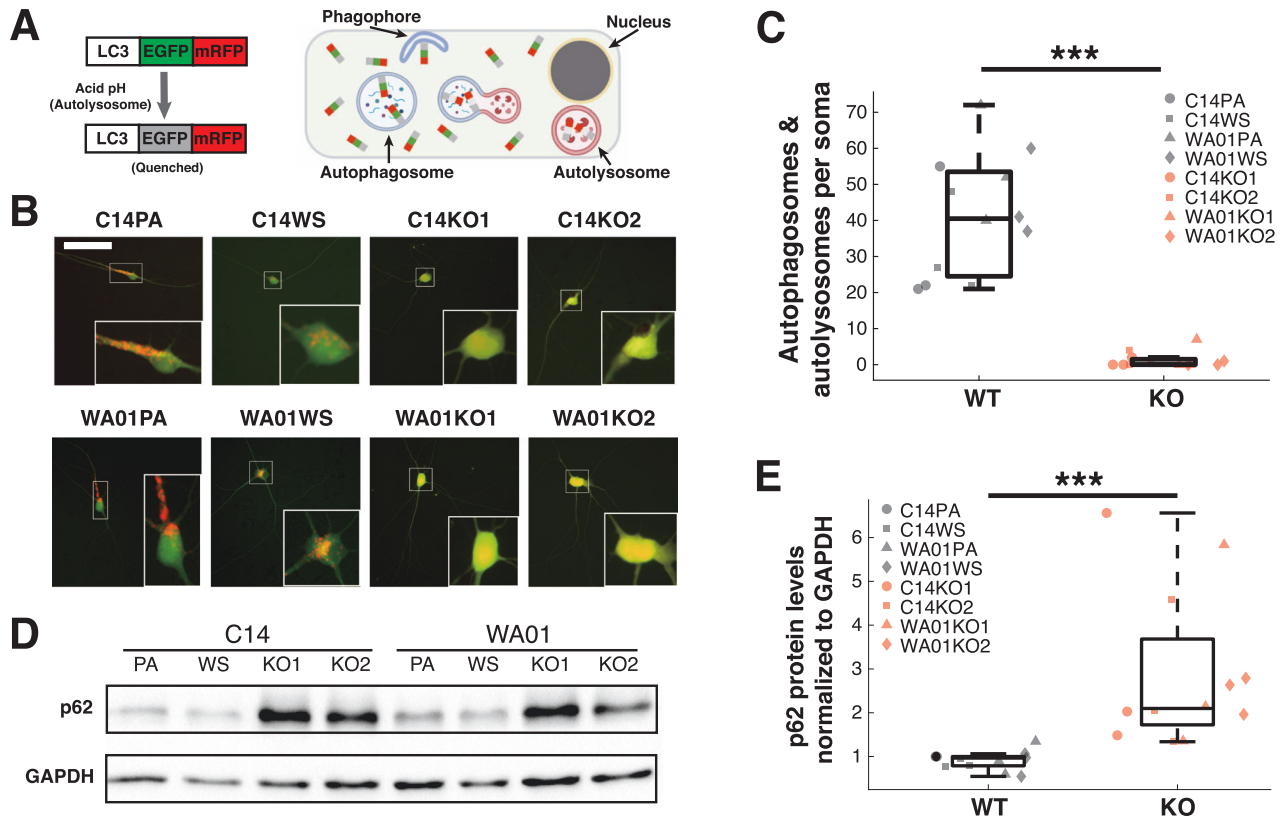 A
LC3 EGFP mRFP
Acid pH
(Autolysosome)
LC3 EGFP mRFP
(Quenched)
Phagophore
Nucleus
Autophagosome
Autolysosome
B
C14PA C14WS C14KO1 C14KO2
WA01PA WA01WS WA01KO1 WA01KO2
C
***
Autophagosomes &
autolysosomes per soma
70
60
50
40
30
20
10
0
WT KO
C14PA
C14WS
WA01PA
WA01WS
C14KO1
C14KO2
WA01KO1
WA01KO2
D
C14 WA01
PA WS KO1 KO2 PA WS KO1 KO2
p62
GAPDH
E
***
p62 protein levels
normalized to GAPDH
6
5
4
3
2
1
WT KO
C14PA
C14WS
WA01PA
WA01WS
C14KO1
C14KO2
WA01KO1
WA01KO2